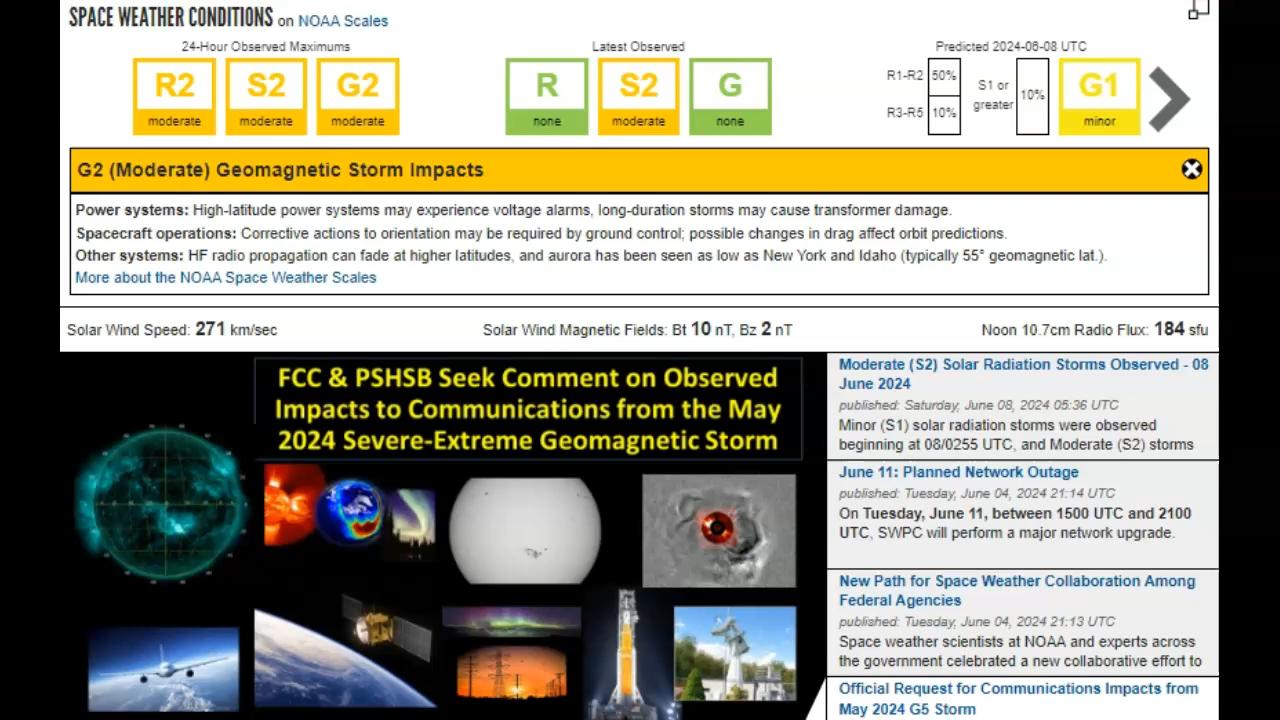 SPACE WEATHER CONDITIONS on NOAA Scales
24-Hour Observed Maximums
R2 S2 G2
moderate moderate moderate
Latest Observed
R S2 G
none moderate none
Predicted 2024-06-08 UTC
R1-R2 50%
R3-R5 10%
S1 or
greater
10%
G1
minor
G2 (Moderate) Geomagnetic Storm Impacts
Power systems: High-latitude power systems may experience voltage alarms, long-duration storms may cause transformer damage.
Spacecraft operations: Corrective actions to orientation may be required by ground control; possible changes in drag affect orbit predictions.
Other systems: HF radio propagation can fade at higher latitudes, and aurora has been seen as low as New York and Idaho (typically 55° geomagnetic lat.).
More about the NOAA Space Weather Scales
Solar Wind Speed: 271 km/sec
Solar Wind Magnetic Fields: Bt 10 nT, Bz 2 nT
Noon 10.7cm Radio Flux: 184 sfu
FCC & PSHSB Seek Comment on Observed
Impacts to Communications from the May
2024 Severe-Extreme Geomagnetic Storm
Moderate (S2) Solar Radiation Storms Observed - 08
June 2024
published: Saturday, June 08, 2024 05:36 UTC
Minor (S1) solar radiation storms were observed
beginning at 08/0255 UTC, and Moderate (S2) storms
June 11: Planned Network Outage
published: Tuesday, June 04, 2024 21:14 UTC
On Tuesday, June 11, between 1500 UTC and 2100
UTC, SWPC will perform a major network upgrade.
New Path for Space Weather Collaboration Among
Federal Agencies
published: Tuesday, June 04, 2024 21:13 UTC
Space weather scientists at NOAA and experts across
the government celebrated a new collaborative effort to
Official Request for Communications Impacts from
May 2024 G5 Storm